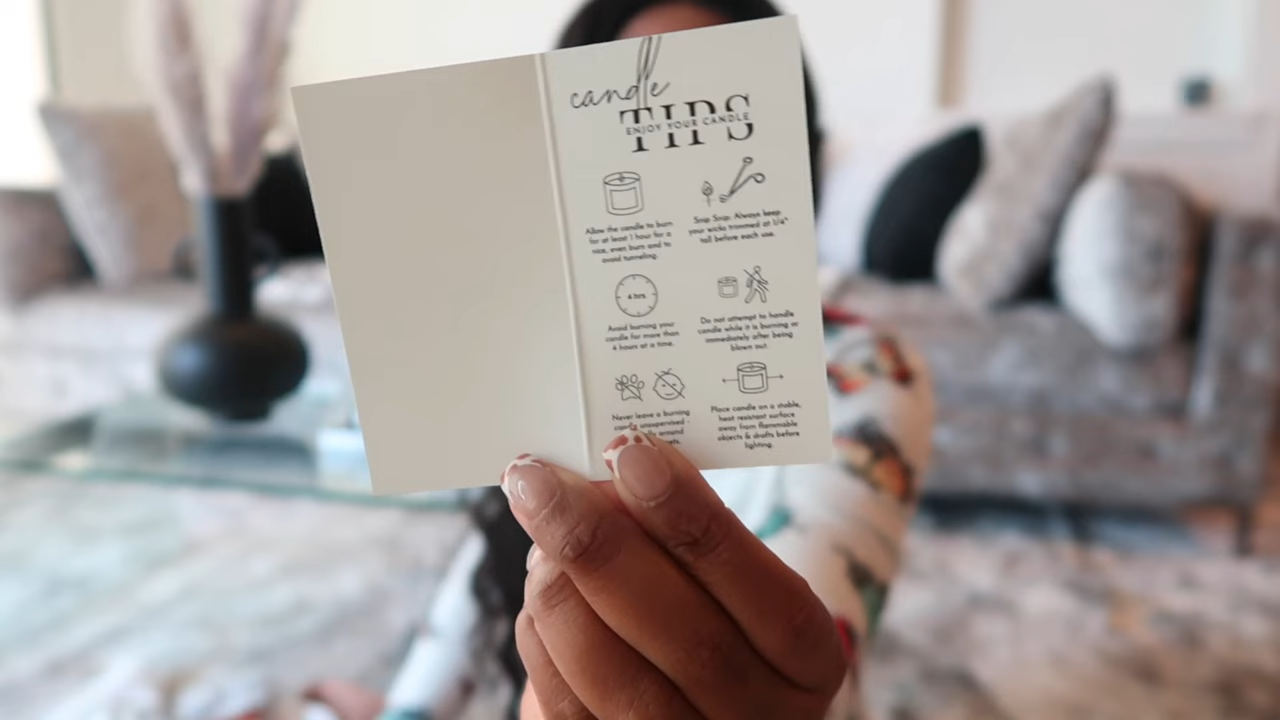 candle
TIPS
ENJOY YOUR CANDLE
Allow the candle to burn
for at least 1 hour for a
nice, even burn and to
avoid tunneling.
Snip Snip: Always keep
your wicks trimmed at 1/4"
tall before each use.
4 hrs
Avoid burning your
candle for more than
4 hours at a time.
Do not attempt to handle
candle while it is burning or
immediately after being
blown out.
Never leave a burning
candle unsupervised -
around
Place candle on a stable,
heat resistant surface
away from flammable
objects & drafts before
lighting.